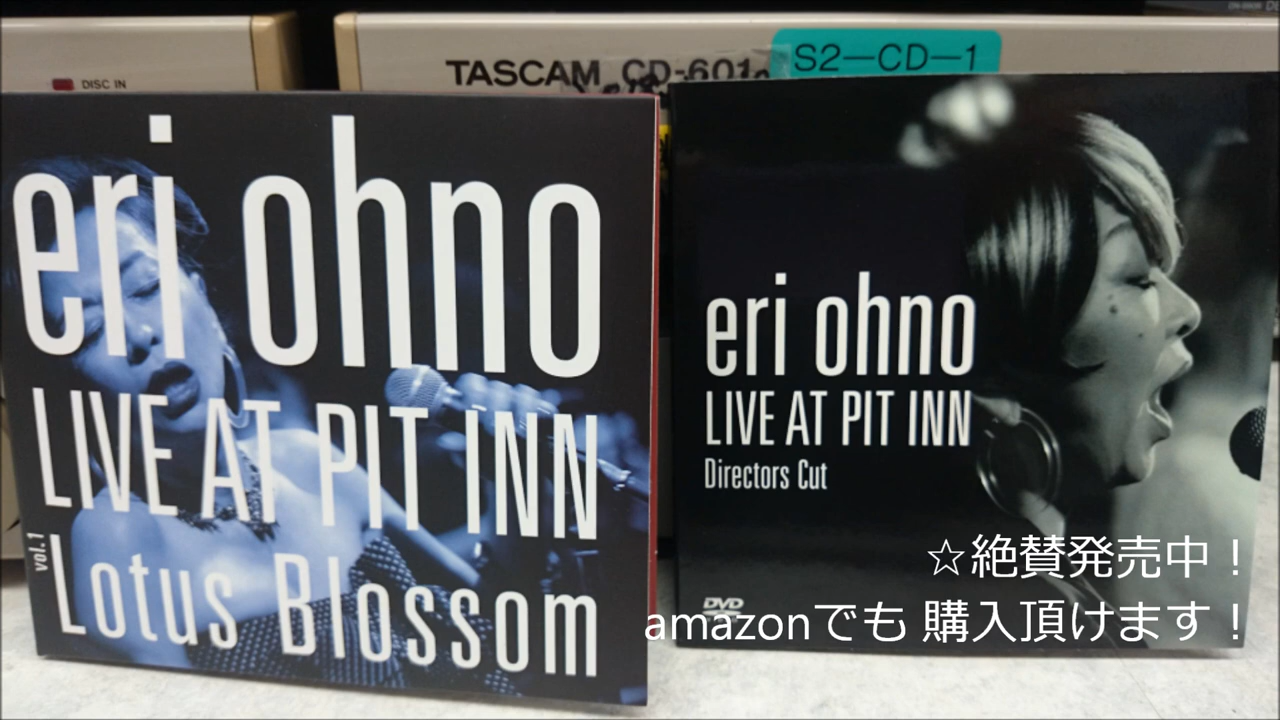 DISC IN
TASCAM CD-601
S2-CD-1
eri ohno
LIVE AT PIT INN
vol.1
Lotus Blossom
eri ohno
LIVE AT PIT INN
Directors Cut
DVD
☆絶賛発売中！
amazonでも 購入頂けます！